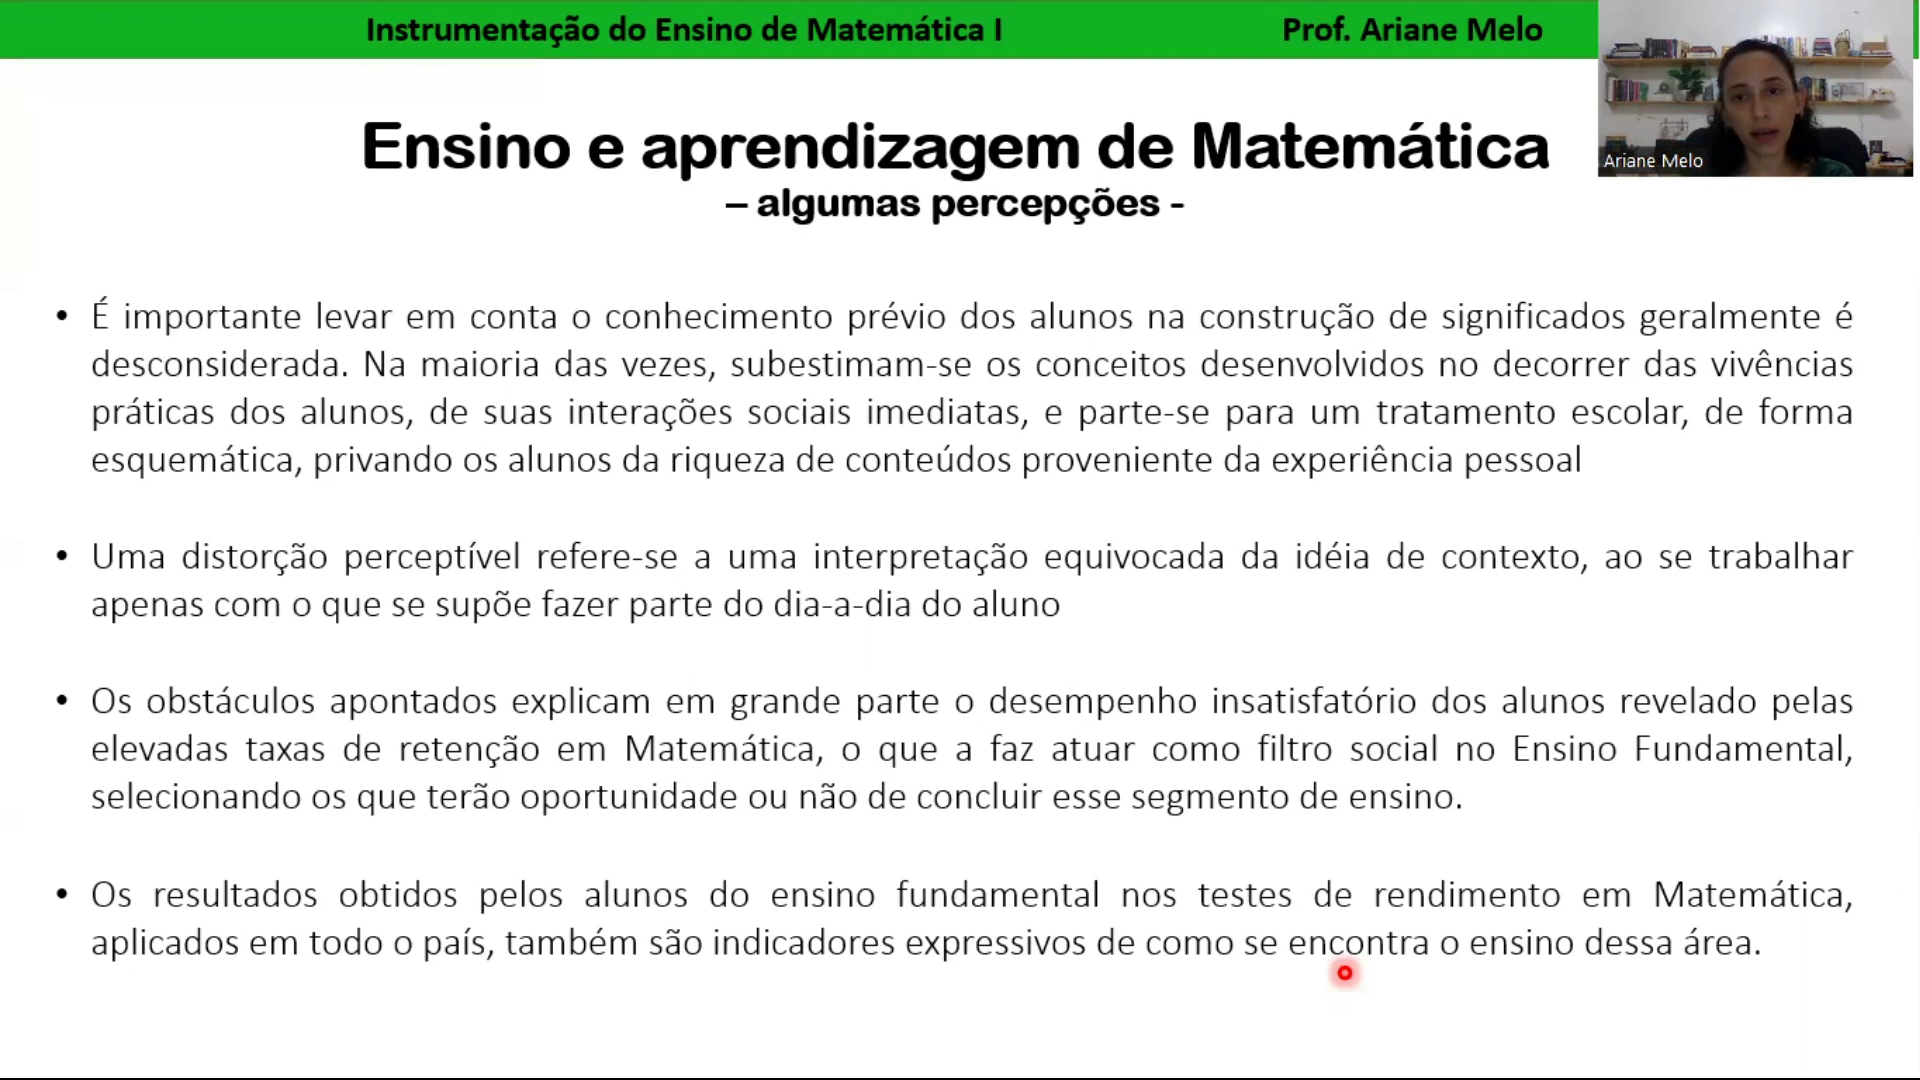 Instrumentação do Ensino de Matemática I
Prof. Ariane Melo
Ariane Melo
Ensino e aprendizagem de Matemática
– algumas percepções -
• É importante levar em conta o conhecimento prévio dos alunos na construção de significados geralmente é
desconsiderada. Na maioria das vezes, subestimam-se os conceitos desenvolvidos no decorrer das vivências
práticas dos alunos, de suas interações sociais imediatas, e parte-se para um tratamento escolar, de forma
esquemática, privando os alunos da riqueza de conteúdos proveniente da experiência pessoal
• Uma distorção perceptível refere-se a uma interpretação equivocada da idéia de contexto, ao se trabalhar
apenas com o que se supõe fazer parte do dia-a-dia do aluno
• Os obstáculos apontados explicam em grande parte o desempenho insatisfatório dos alunos revelado pelas
elevadas taxas de retenção em Matemática, o que a faz atuar como filtro social no Ensino Fundamental,
selecionando os que terão oportunidade ou não de concluir esse segmento de ensino.
• Os resultados obtidos pelos alunos do ensino fundamental nos testes de rendimento em Matemática,
aplicados em todo o país, também são indicadores expressivos de como se encontra o ensino dessa área.